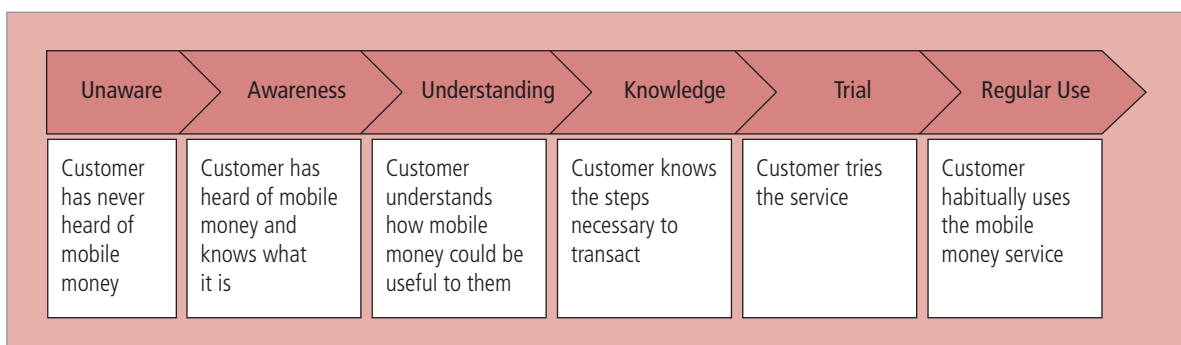 Unaware
Awareness
Understanding
Knowledge
Trial
Regular Use
Customer
has never
heard of
mobile
money
Customer has
heard of mobile
money and
knows what
it is
Customer
understands
how mobile
money could be
useful to them
Customer knows
the steps
necessary to
transact
Customer tries
the service
Customer
habitually uses
the mobile
money service